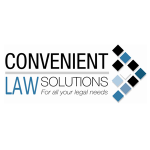 CONVENIENT
LAW SOLUTIONS
For all your legal needs